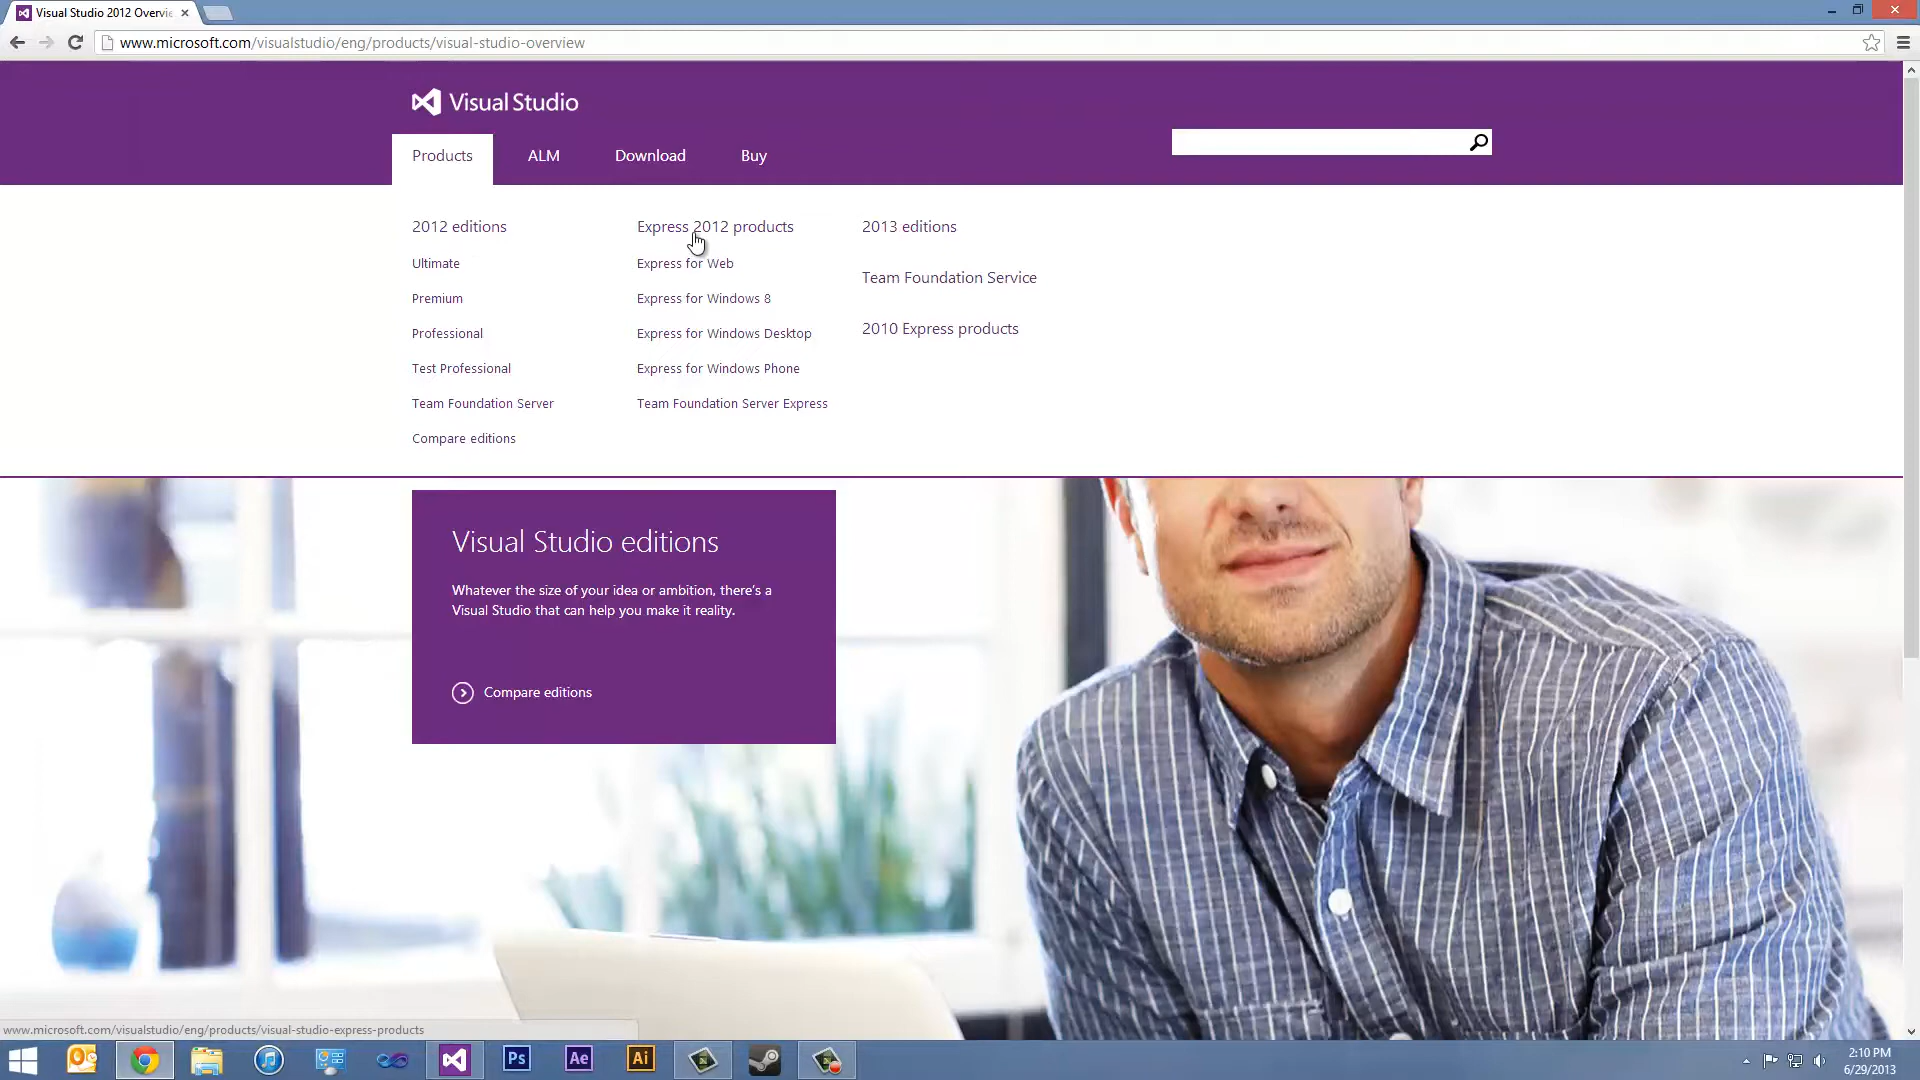 Visual Studio 2012 Overvie
www.microsoft.com/visualstudio/eng/products/visual-studio-overview
Visual Studio
Products
ALM
Download
Buy
2012 editions
Ultimate
Premium
Professional
Test Professional
Team Foundation Server
Compare editions
Express 2012 products
Express for Web
Express for Windows 8
Express for Windows Desktop
Express for Windows Phone
Team Foundation Server Express
2013 editions
Team Foundation Service
2010 Express products
Visual Studio editions
Whatever the size of your idea or ambition, there's a
Visual Studio that can help you make it reality.
Compare editions
www.microsoft.com/visualstudio/eng/products/visual-studio-express-products
Ps
Ae
Ai
2:10 PM
6/29/2013